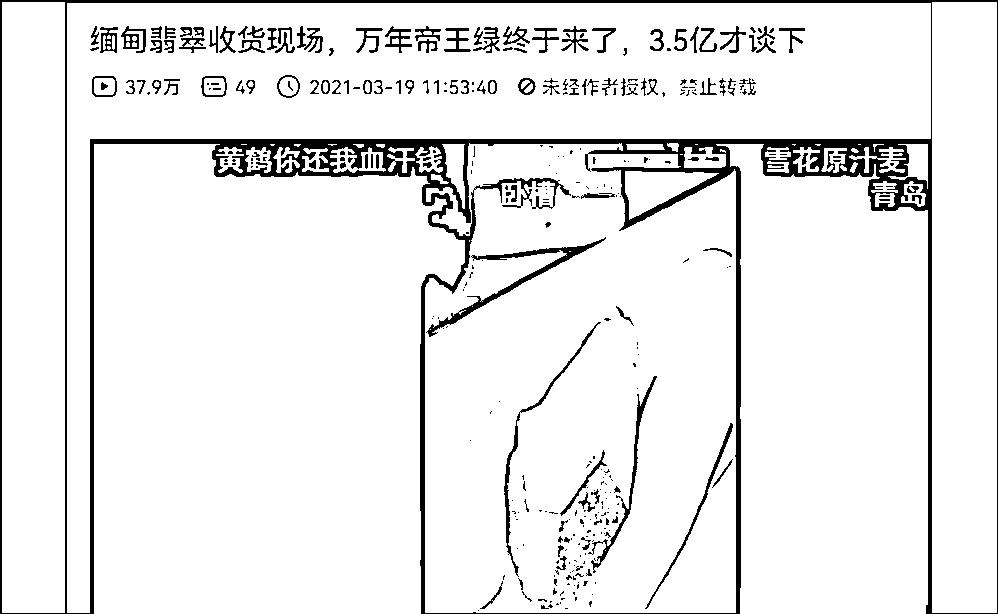 缅甸翡翠收货现场，万年帝王绿终于来了，3.5亿才谈下
37.9万 49 2021-03-19 11:53:40 未经作者授权，禁止转载
黄鹤你还我血汗钱
雪花原汁麦
卧槽
青岛